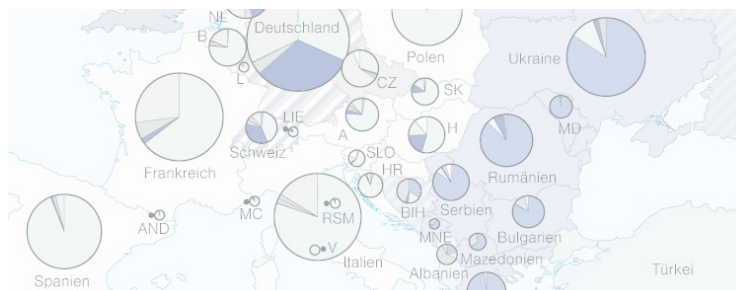 NL
Deutschland
Polen
B
Ukraine
L
CZ
SK
LIE
A
H
MD
Schweiz
SLO
Frankreich
HR
Rumänien
MC
RSM
BIH
Serbien
AND
MNE
Bulgarien
V
Mazedonien
Italien
Albanien
Spanien
Türkei